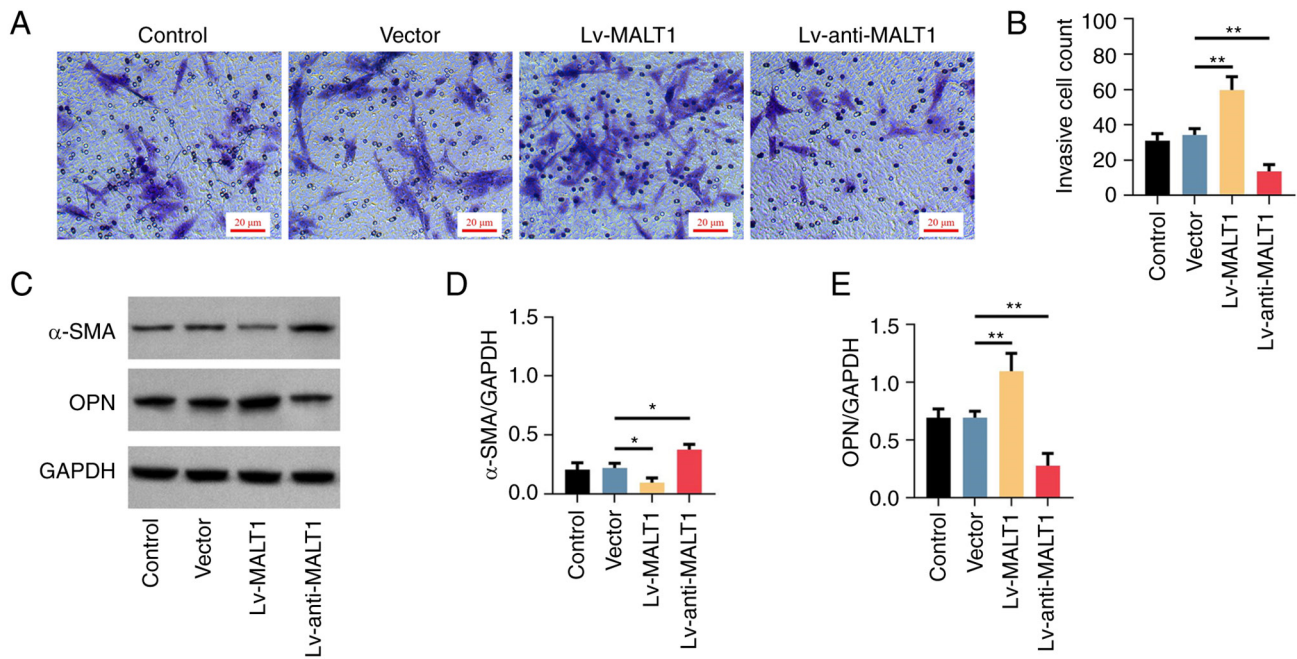 A
Control
Vector
Lv-MALT1
Lv-anti-MALT1
20 μm
20 μm
20 μm
20 μm
B
Invasive cell count
100
80
60
40
20
0
**
**
Control
Vector
Lv-MALT1
Lv-anti-MALT1
C
α-SMA
OPN
GAPDH
Control
Vector
Lv-MALT1
Lv-anti-MALT1
D
α-SMA/GAPDH
1.5
1.0
0.5
0.0
*
*
Control
Vector
Lv-MALT1
Lv-anti-MALT1
E
OPN/GAPDH
1.5
1.0
0.5
0.0
**
**
Control
Vector
Lv-MALT1
Lv-anti-MALT1